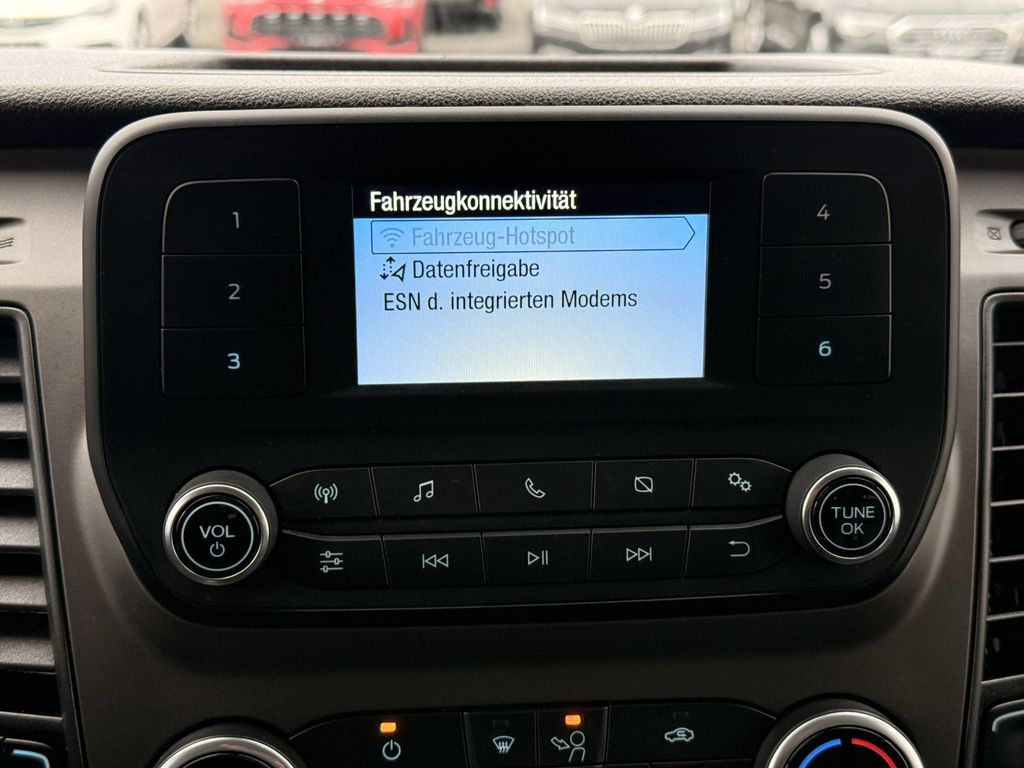 Fahrzeugkonnektivität
Fahrzeug-Hotspot
Datenfreigabe
ESN d. integrierten Modems
1
2
3
4
5
6
VOL
TUNE
OK